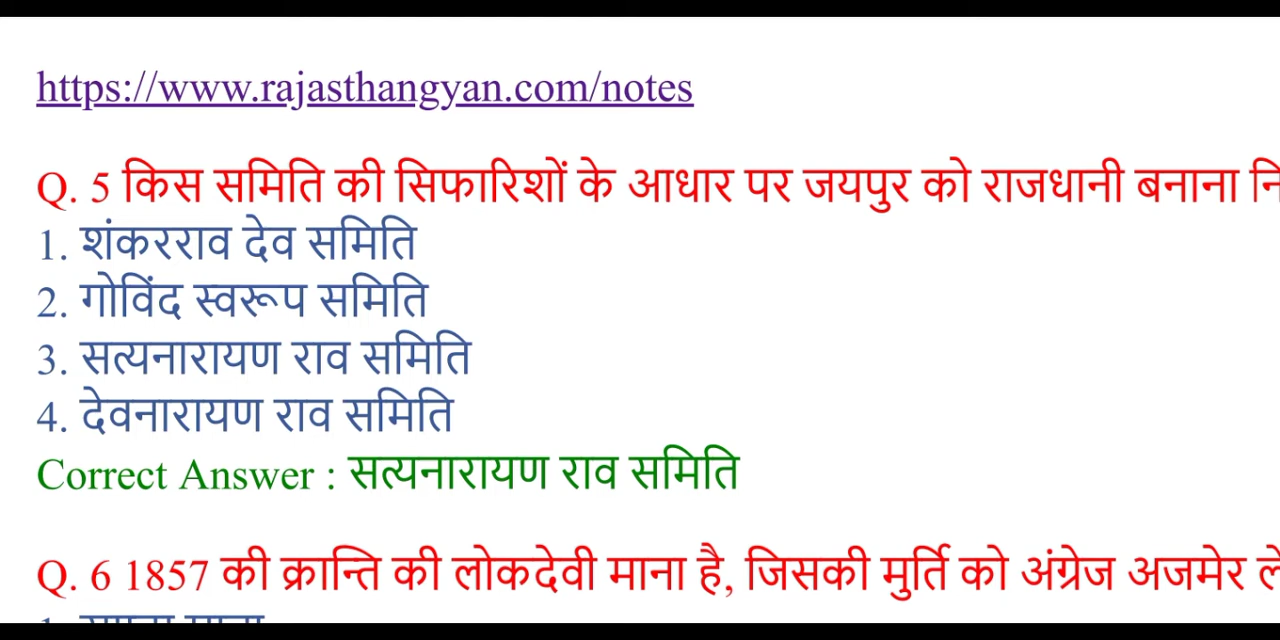 https://www.rajasthangyan.com/notes
Q. 5 किस समिति की सिफारिशों के आधार पर जयपुर को राजधानी बनाना
1. शंकरराव देव समिति
2. गोविंद स्वरूप समिति
3. सत्यनारायण राव समिति
4. देवनारायण राव समिति
Correct Answer : सत्यनारायण राव समिति
Q. 6 1857 की क्रान्ति की लोकदेवी माना है, जिसकी मुर्ति को अंग्रेज अजमेर